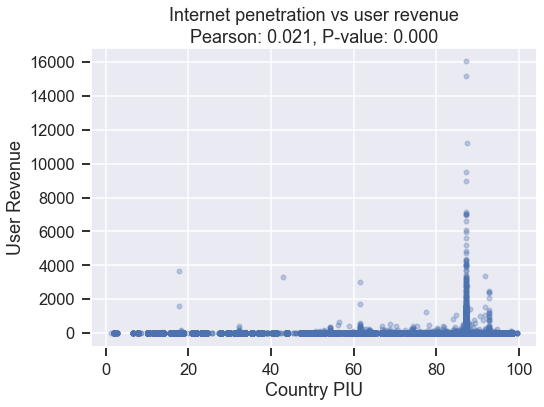 Internet penetration vs user revenue
Pearson: 0.021, P-value: 0.000
User Revenue
16000
14000
12000
10000
8000
6000
4000
2000
0
0 20 40 60 80 100
Country PIU